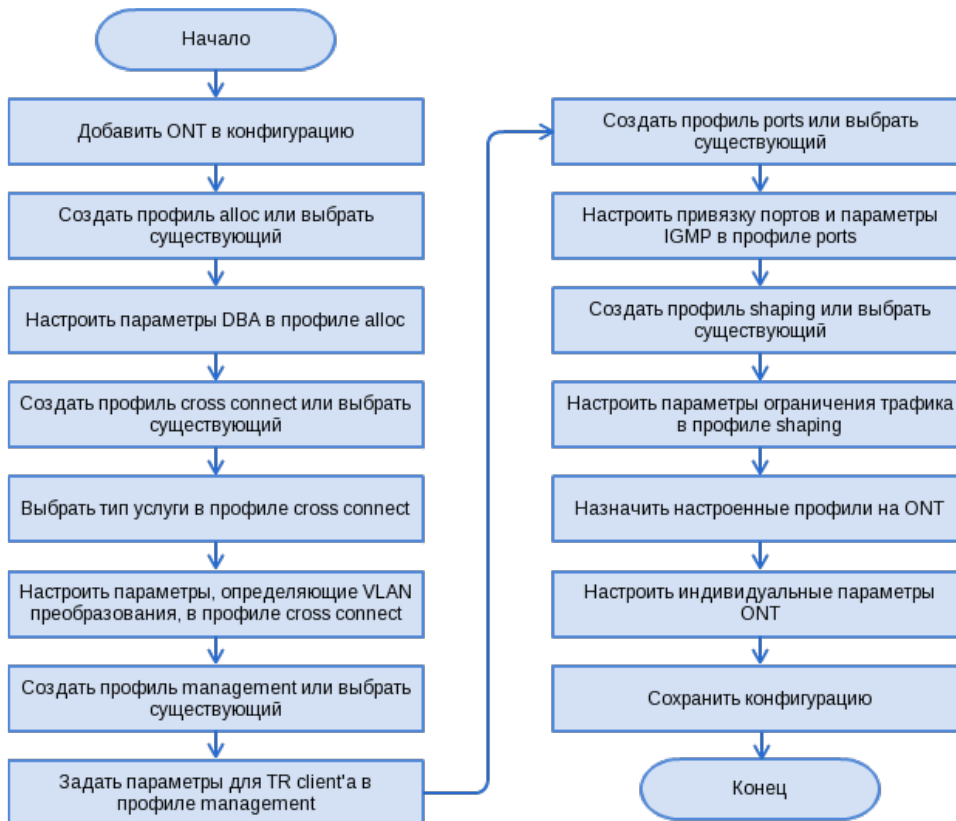 Начало
Добавить ONT в конфигурацию
Создать профиль alloc или выбрать
существующий
Настроить параметры DBA в профиле alloc
Создать профиль cross connect или выбрать
существующий
Выбрать тип услуги в профиле cross connect
Настроить параметры, определяющие VLAN
преобразования, в профиле cross connect
Создать профиль management или выбрать
существующий
Задать параметры для TR client'а в
профиле management
Создать профиль ports или выбрать
существующий
Настроить привязку портов и параметры
IGMP в профиле ports
Создать профиль shaping или выбрать
существующий
Настроить параметры ограничения трафика
в профиле shaping
Назначить настроенные профили на ONT
Настроить индивидуальные параметры
ONT
Сохранить конфигурацию
Конец